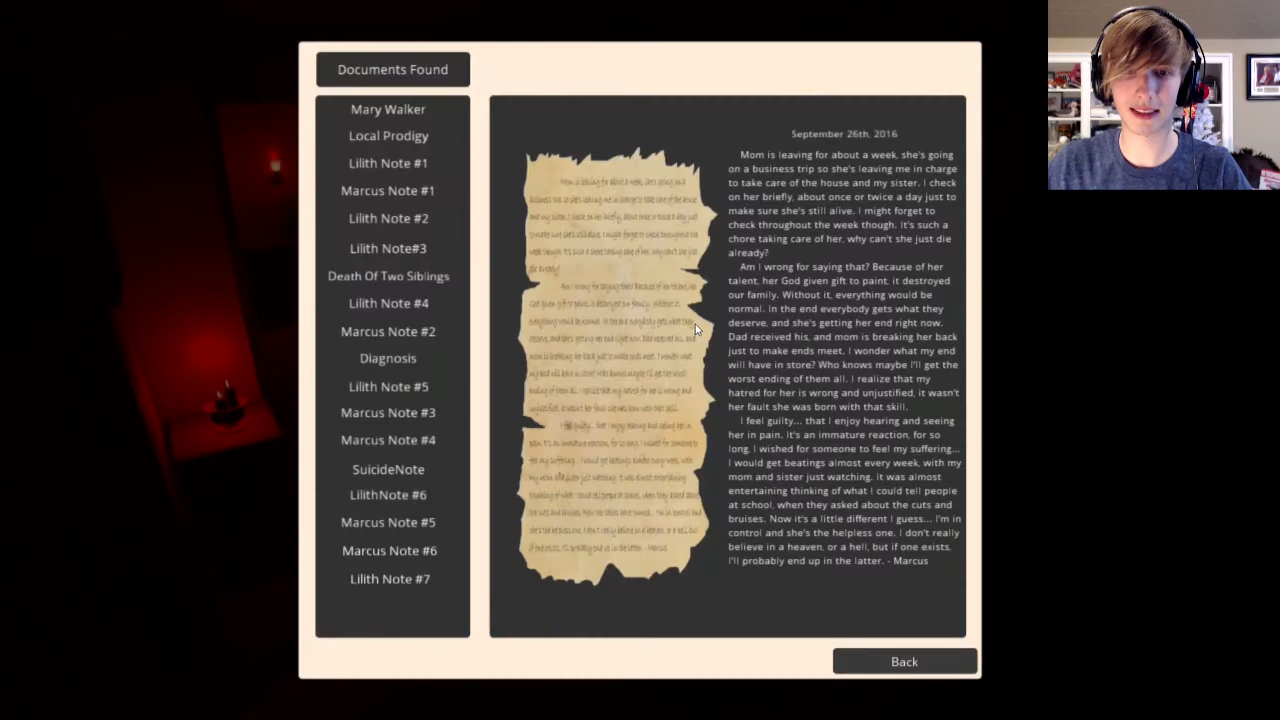 Documents Found
Mary Walker
Local Prodigy
Lilith Note #1
Marcus Note #1
Lilith Note #2
Lilith Note#3
Death Of Two Siblings
Lilith Note #4
Marcus Note #2
Diagnosis
Lilith Note #5
Marcus Note #3
Marcus Note #4
SuicideNote
LilithNote #6
Marcus Note #5
Marcus Note #6
Lilith Note #7
September 26th, 2016
Mom is leaving for about a week, she's going
on a business trip so she's leaving me in charge
to take care of the house and my sister. I check
on her briefly, about once or twice a day just to
make sure she's still alive. I might forget to
check throughout the week though. It's such a
chore taking care of her, why can't she just die
already?
Am I wrong for saying that? Because of her
talent, her God given gift to paint, it destroyed
our family. Without it, everything would be
normal. In the end everybody gets what they
deserve, and she's getting her end right now.
Dad received his, and mom is breaking her back
just to make ends meet. I wonder what my end
will have in store? Who knows maybe I'll get the
worst ending of them all. I realize that my
hatred for her is wrong and unjustified, it wasn't
her fault she was born with that skill.
I feel guilty... that I enjoy hearing and seeing
her in pain. It's an immature reaction, for so
long, I wished for someone to feel my suffering...
I would get beatings almost every week, with my
mom and sister just watching. It was almost
entertaining thinking of what I could tell people
at school, when they asked about the cuts and
bruises. Now it's a little different I guess... I'm in
control and she's the helpless one. I don't really
believe in a heaven, or a hell, but if one exists,
I'll probably end up in the latter. - Marcus
Back